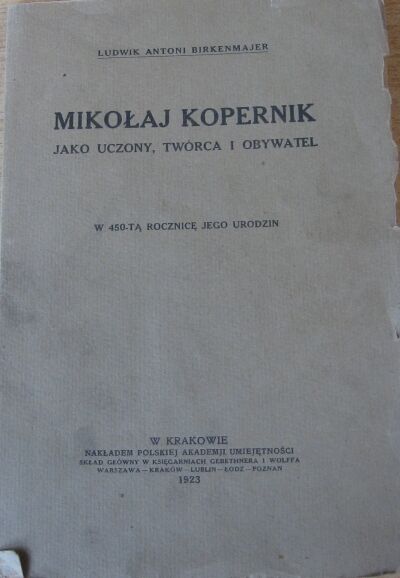 LUDWIK ANTONI BIRKENMAJER
MIKOŁAJ KOPERNIK
JAKO UCZONY, TWÓRCA I OBYWATEL
W 450-TĄ ROCZNICĘ JEGO URODZIN
W KRAKOWIE
NAKŁADEM POLSKIEJ AKADEMJI UMIEJĘTNOŚCI
SKŁAD GŁÓWNY W KSIĘGARNIACH GEBETHNERA I WOLFFA
WARSZAWA—KRAKÓW—LUBLIN—ŁÓDŹ—POZNAŃ
1923